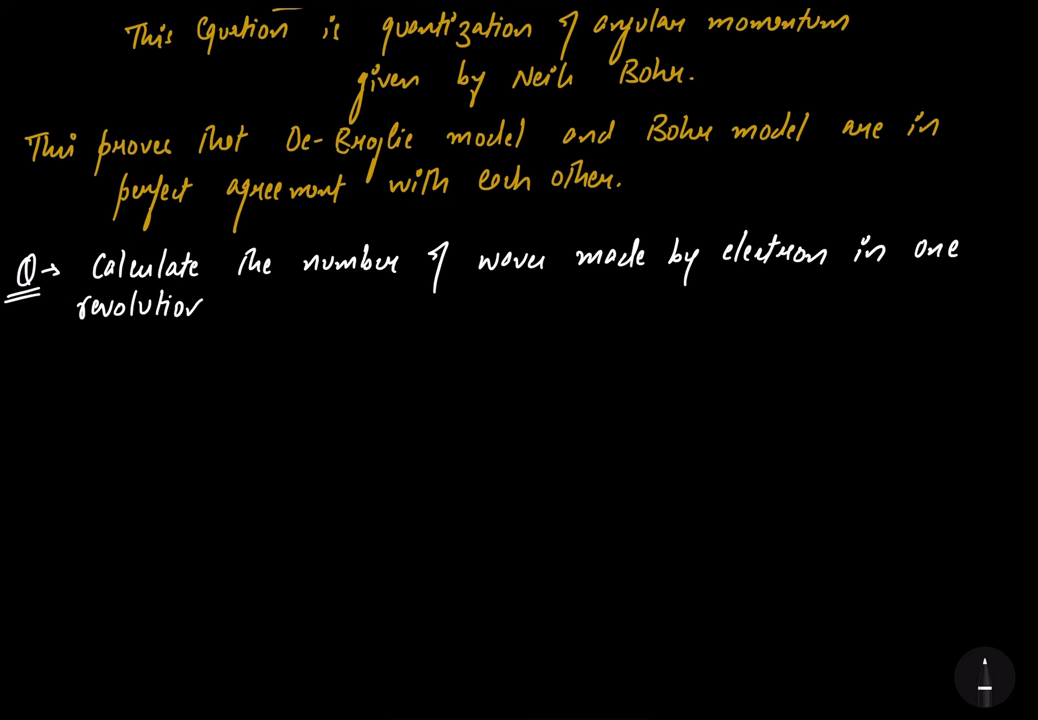 This Equation is quantization of angular momentum
given by Neils Bohr.
This proves that De-Broglie model and Bohr model are in
perfect agreement with each other.
Q→ Calculate the number of waves made by electron in one
revolution